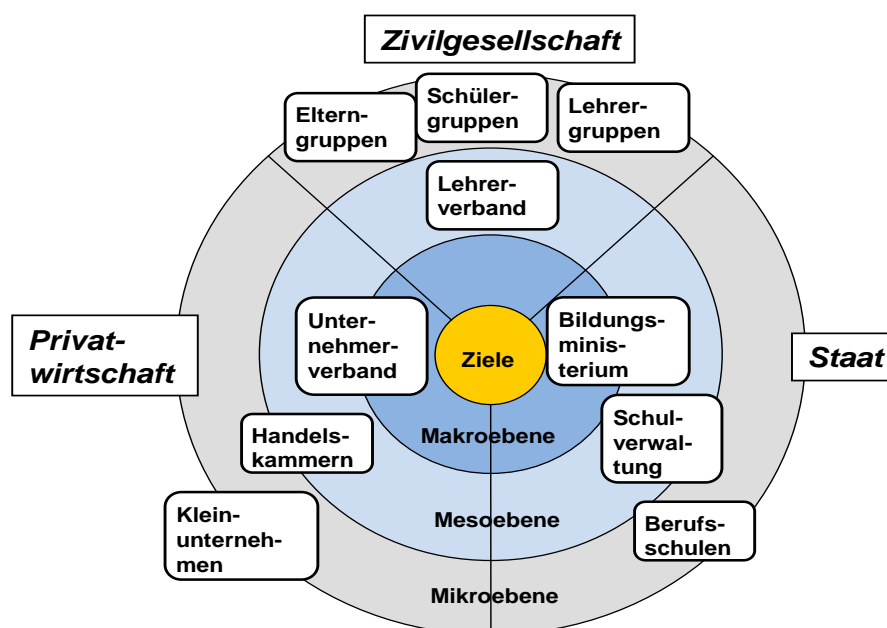 Zivilgesellschaft
Eltern-
gruppen
Schüler-
gruppen
Lehrer-
gruppen
Lehrer-
verband
Privat-
wirtschaft
Unter-
nehmer-
verband
Ziele
Bildungs-
minis-
terium
Staat
Makroebene
Handels-
kammern
Schul-
verwal-
tung
Klein-
unterneh-
men
Mesoebene
Berufs-
schulen
Mikroebene